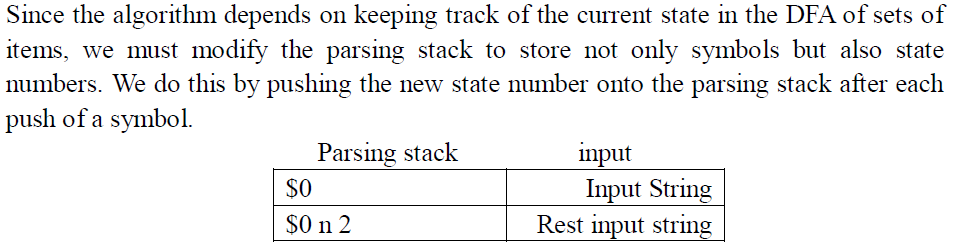 Since the algorithm depends on keeping track of the current state in the DFA of sets of
items, we must modify the parsing stack to store not only symbols but also state
numbers. We do this by pushing the new state number onto the parsing stack after each
push of a symbol.
Parsing stack input
$0 Input String
$0 n 2 Rest input string